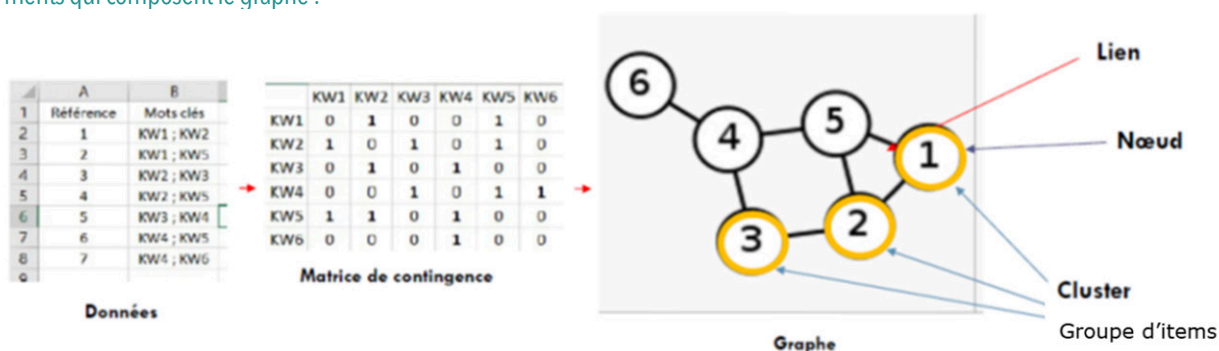 ments qui composent le graphe :
A B
1 Référence Mots clés
2 1 KW1 ; KW2
3 2 KW1 ; KW5
4 3 KW2 ; KW3
5 4 KW2 ; KW5
6 5 KW3 ; KW4
7 6 KW4 ; KW5
8 7 KW4 ; KW6
9
Données
KW1 KW2 KW3 KW4 KW5 KW6
KW1 0 1 0 0 1 0
KW2 1 0 1 0 1 0
KW3 0 1 0 1 0 0
KW4 0 0 1 0 1 1
KW5 1 1 0 1 0 0
KW6 0 0 0 1 0 0
Matrice de contingence
6
4
5
1
3
2
Lien
Nœud
Cluster
Groupe d'items
Graphe